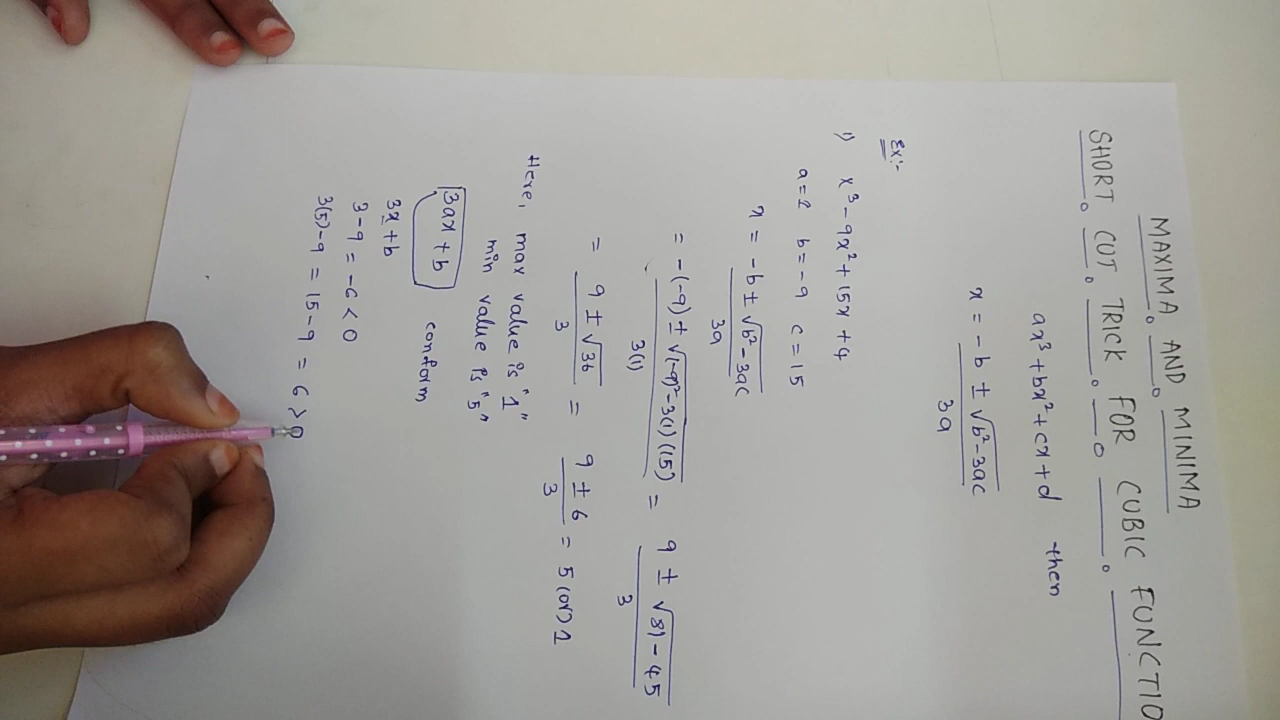 MAXIMA AND MINIMA
SHORT CUT TRICK FOR CUBIC FUNCTIO
ax³ + bx² + cx + d then
x = -b ± √b²-3ac / 3a
Ex:-
1) x³ - 9x² + 15x + 4
a = 1 b = -9 c = 15
x = -b ± √b²-3ac / 3a
= -(-9) ± √(-9)²-3(1)(15) / 3(1) = 9 ± √81-45 / 3
= 9 ± √36 / 3 = 9 ± 6 / 3 = 5 (or) 1
Here, max value is "1"
min value is "5"
3ax + b conform
3x + b
3 - 9 = -6 < 0
3(5)-9 = 15-9 = 6 > 0